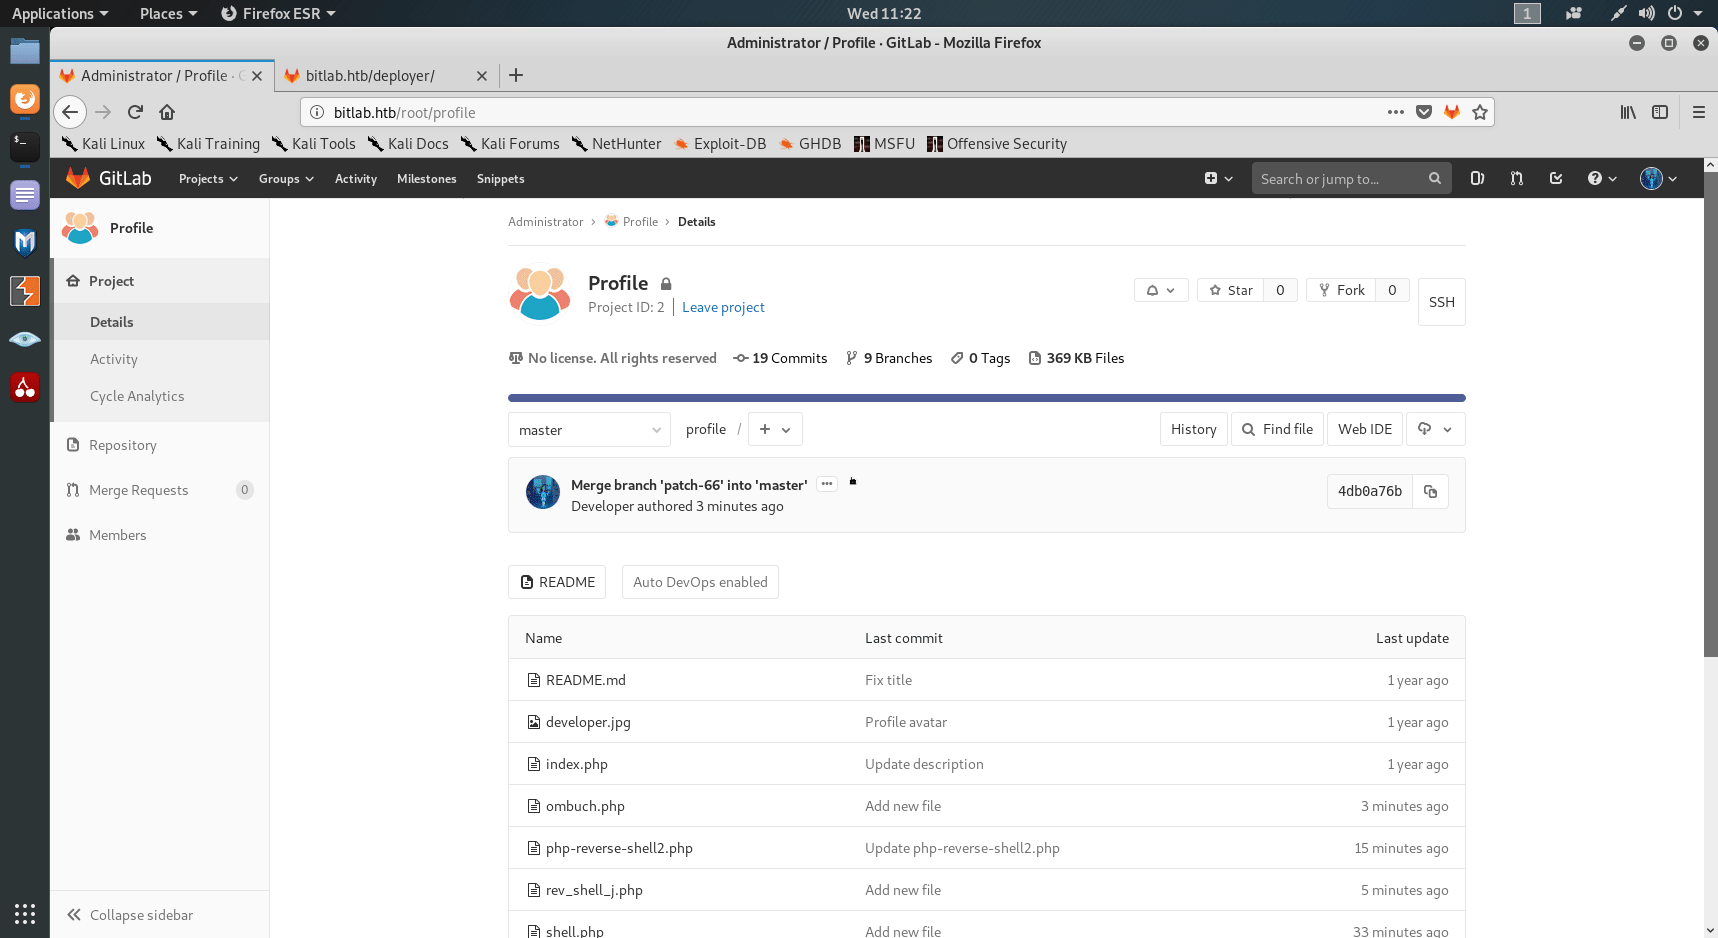 Applications Places Firefox ESR Wed 11:22 1
Administrator / Profile · GitLab - Mozilla Firefox
Administrator / Profile · bitlab.htb/deployer/
bitlab.htb/root/profile
Kali Linux Kali Training Kali Tools Kali Docs Kali Forums NetHunter Exploit-DB GHDB MSFU Offensive Security
GitLab Projects Groups Activity Milestones Snippets Search or jump to...
Profile
Project
Details
Activity
Cycle Analytics
Repository
Merge Requests 0
Members
Collapse sidebar
Administrator › Profile › Details
Profile
Project ID: 2 | Leave project
Star 0 Fork 0 SSH
No license. All rights reserved 19 Commits 9 Branches 0 Tags 369 KB Files
master profile / + History Find file Web IDE
Merge branch 'patch-66' into 'master' ...
Developer authored 3 minutes ago
4db0a76b
README Auto DevOps enabled
Name Last commit Last update
README.md Fix title 1 year ago
developer.jpg Profile avatar 1 year ago
index.php Update description 1 year ago
ombuch.php Add new file 3 minutes ago
php-reverse-shell2.php Update php-reverse-shell2.php 15 minutes ago
rev_shell_j.php Add new file 5 minutes ago
shell.php Add new file 33 minutes ago